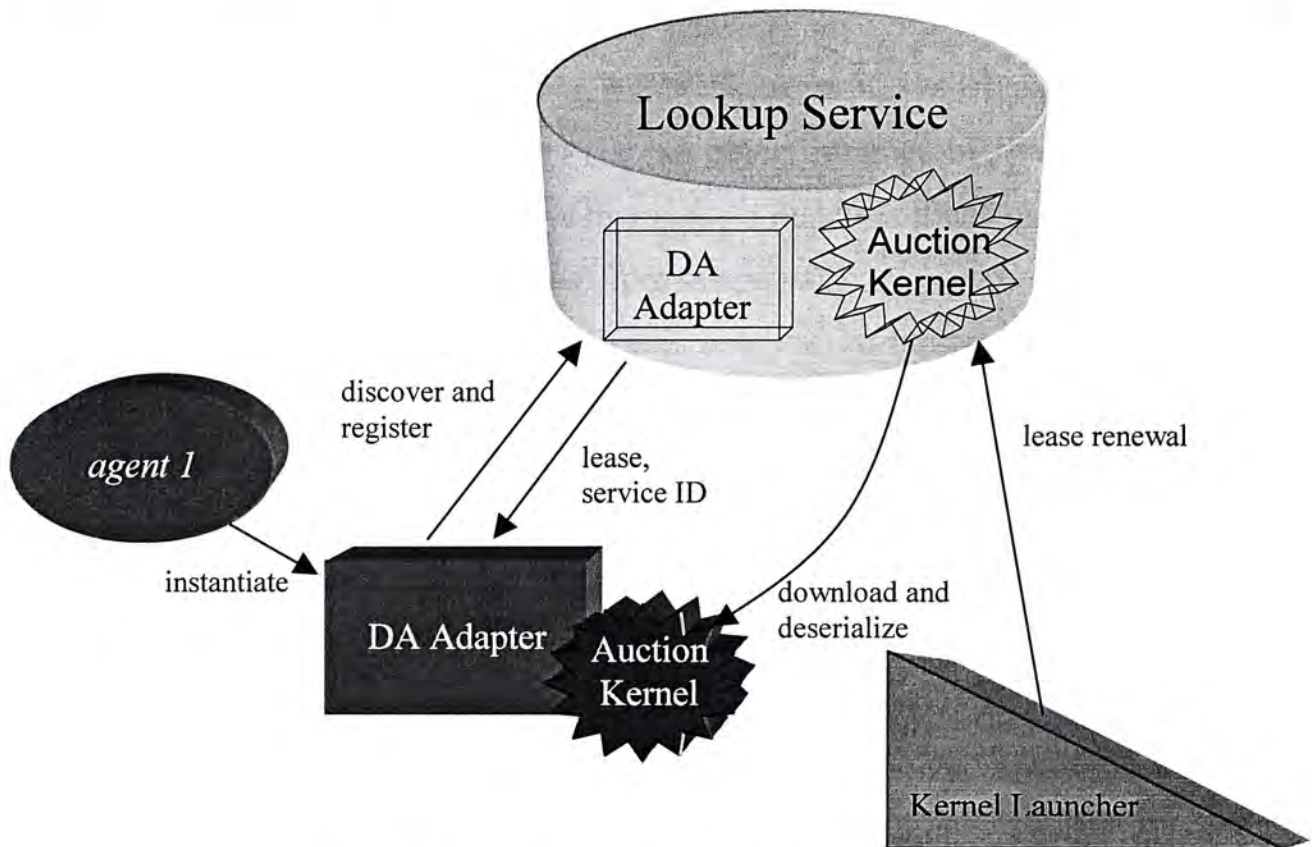 Lookup Service
DA
Adapter
Auction
Kernel
discover and
register
lease,
service ID
lease renewal
agent 1
instantiate
DA Adapter
Auction
Kernel
download and
deserialize
Kernel Launcher